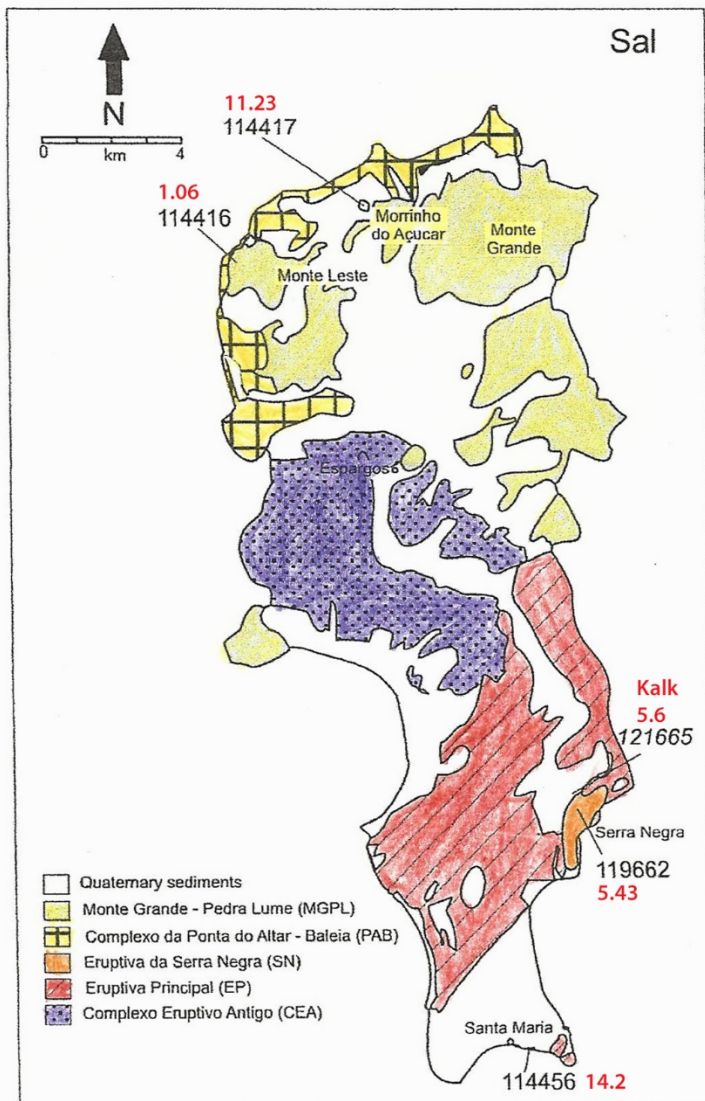 Sal
N
0 4
km
11.23
114417
1.06
114416
Morrinho
do Açucar
Monte
Grande
Monte Leste
Espargos
Kalk
5.6
121665
Serra Negra
119662
5.43
Quaternary sediments
Monte Grande - Pedra Lume (MGPL)
Complexo da Ponta do Altar - Baleia (PAB)
Eruptiva da Serra Negra (SN)
Eruptiva Principal (EP)
Complexo Eruptivo Antigo (CEA)
Santa Maria
114456 14.2